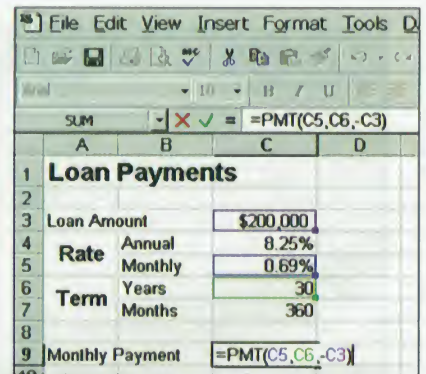 File Edit View Insert Format Tools D
Arial 10 B I U
SUM = =PMT(C5,C6,-C3)
A B C D
1 Loan Payments
2
3 Loan Amount $200,000
4 Rate Annual 8.25%
5 Monthly 0.69%
6 Term Years 30
7 Months 360
8
9 Monthly Payment =PMT(C5,C6,-C3)